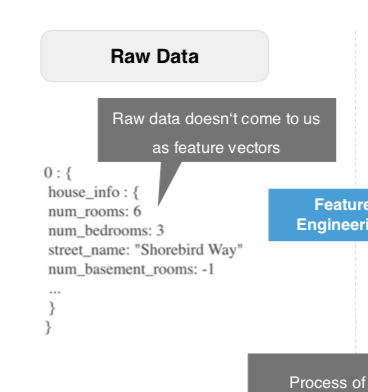 Raw Data
Raw data doesn't come to us
as feature vectors
0 : {
house_info : {
num_rooms: 6
num_bedrooms: 3
street_name: "Shorebird Way"
num_basement_rooms: -1
...
}
}
Feature
Engineeri
Process of